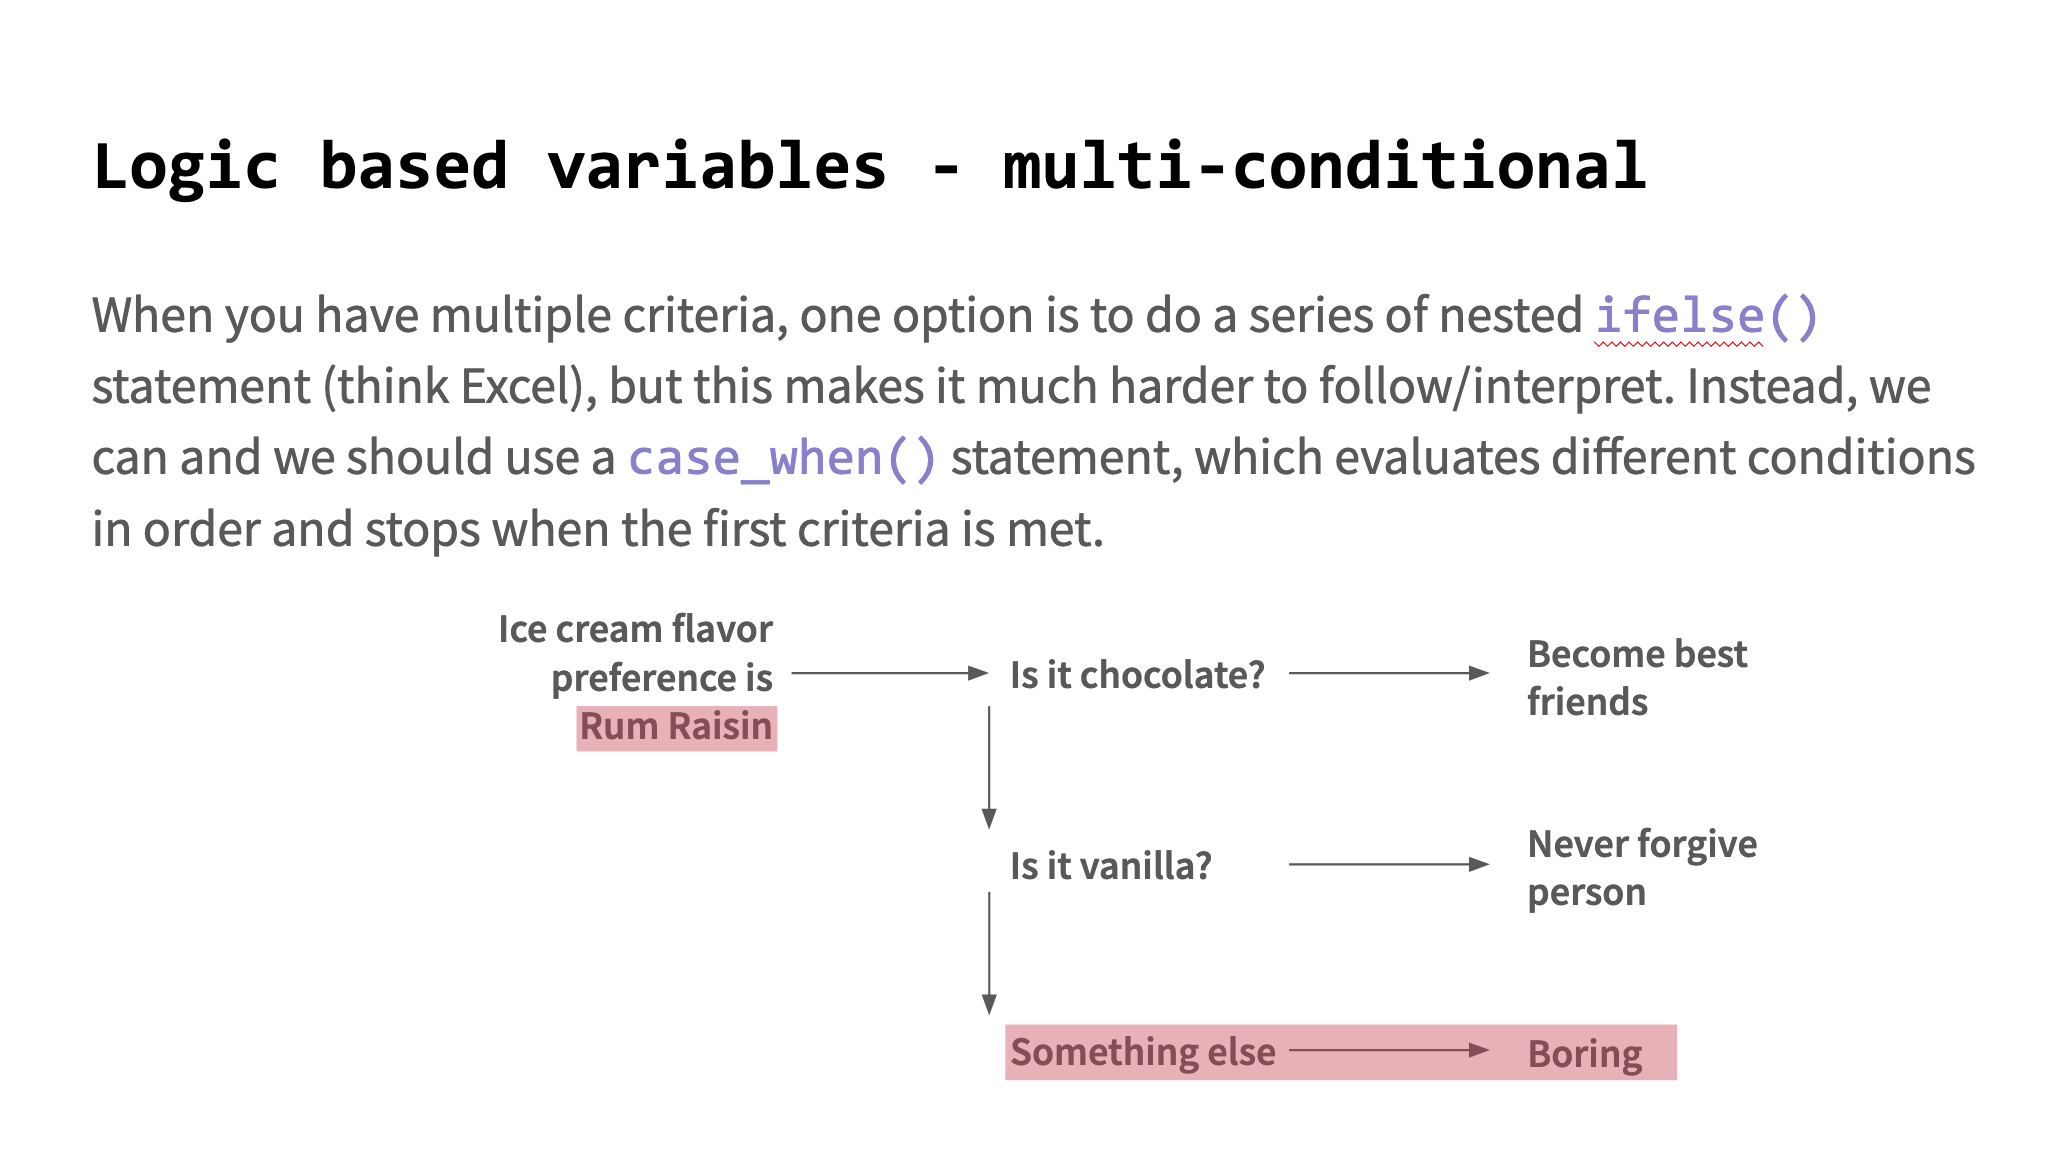 Logic based variables - multi-conditional
When you have multiple criteria, one option is to do a series of nested ifelse()
statement (think Excel), but this makes it much harder to follow/interpret. Instead, we
can and we should use a case_when() statement, which evaluates different conditions
in order and stops when the first criteria is met.
Ice cream flavor
preference is
Rum Raisin
Is it chocolate?
Become best
friends
Is it vanilla?
Never forgive
person
Something else
Boring